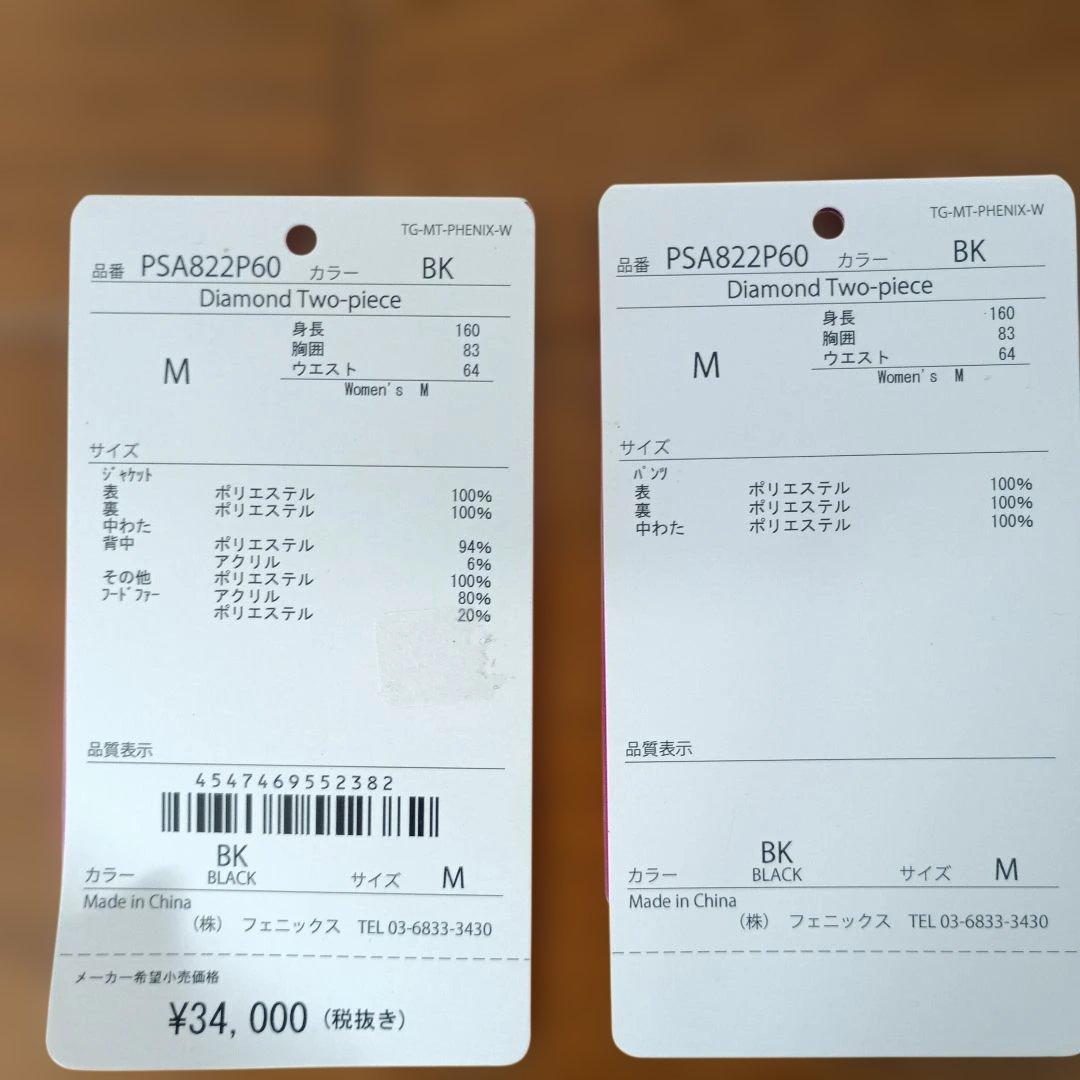 TG-MT-PHENIX-W
品番 PSA822P60 カラー BK
Diamond Two-piece
身長 160
胸囲 83
M
ウエスト 64
Women's M
サイズ
ジャケット
表 ポリエステル 100%
裏 ポリエステル 100%
中わた
背中 ポリエステル 94%
アクリル 6%
その他 ポリエステル 100%
フードファー アクリル 80%
ポリエステル 20%
品質表示
4547469552382
BK
カラー BLACK サイズ M
Made in China
(株) フェニックス TEL 03-6833-3430
メーカー希望小売価格
¥34,000 (税抜き)
TG-MT-PHENIX-W
品番 PSA822P60 カラー BK
Diamond Two-piece
身長 160
胸囲 83
M
ウエスト 64
Women's M
サイズ
パンツ
表 ポリエステル 100%
裏 ポリエステル 100%
中わた ポリエステル 100%
品質表示
BK
カラー BLACK サイズ M
Made in China
(株) フェニックス TEL 03-6833-3430